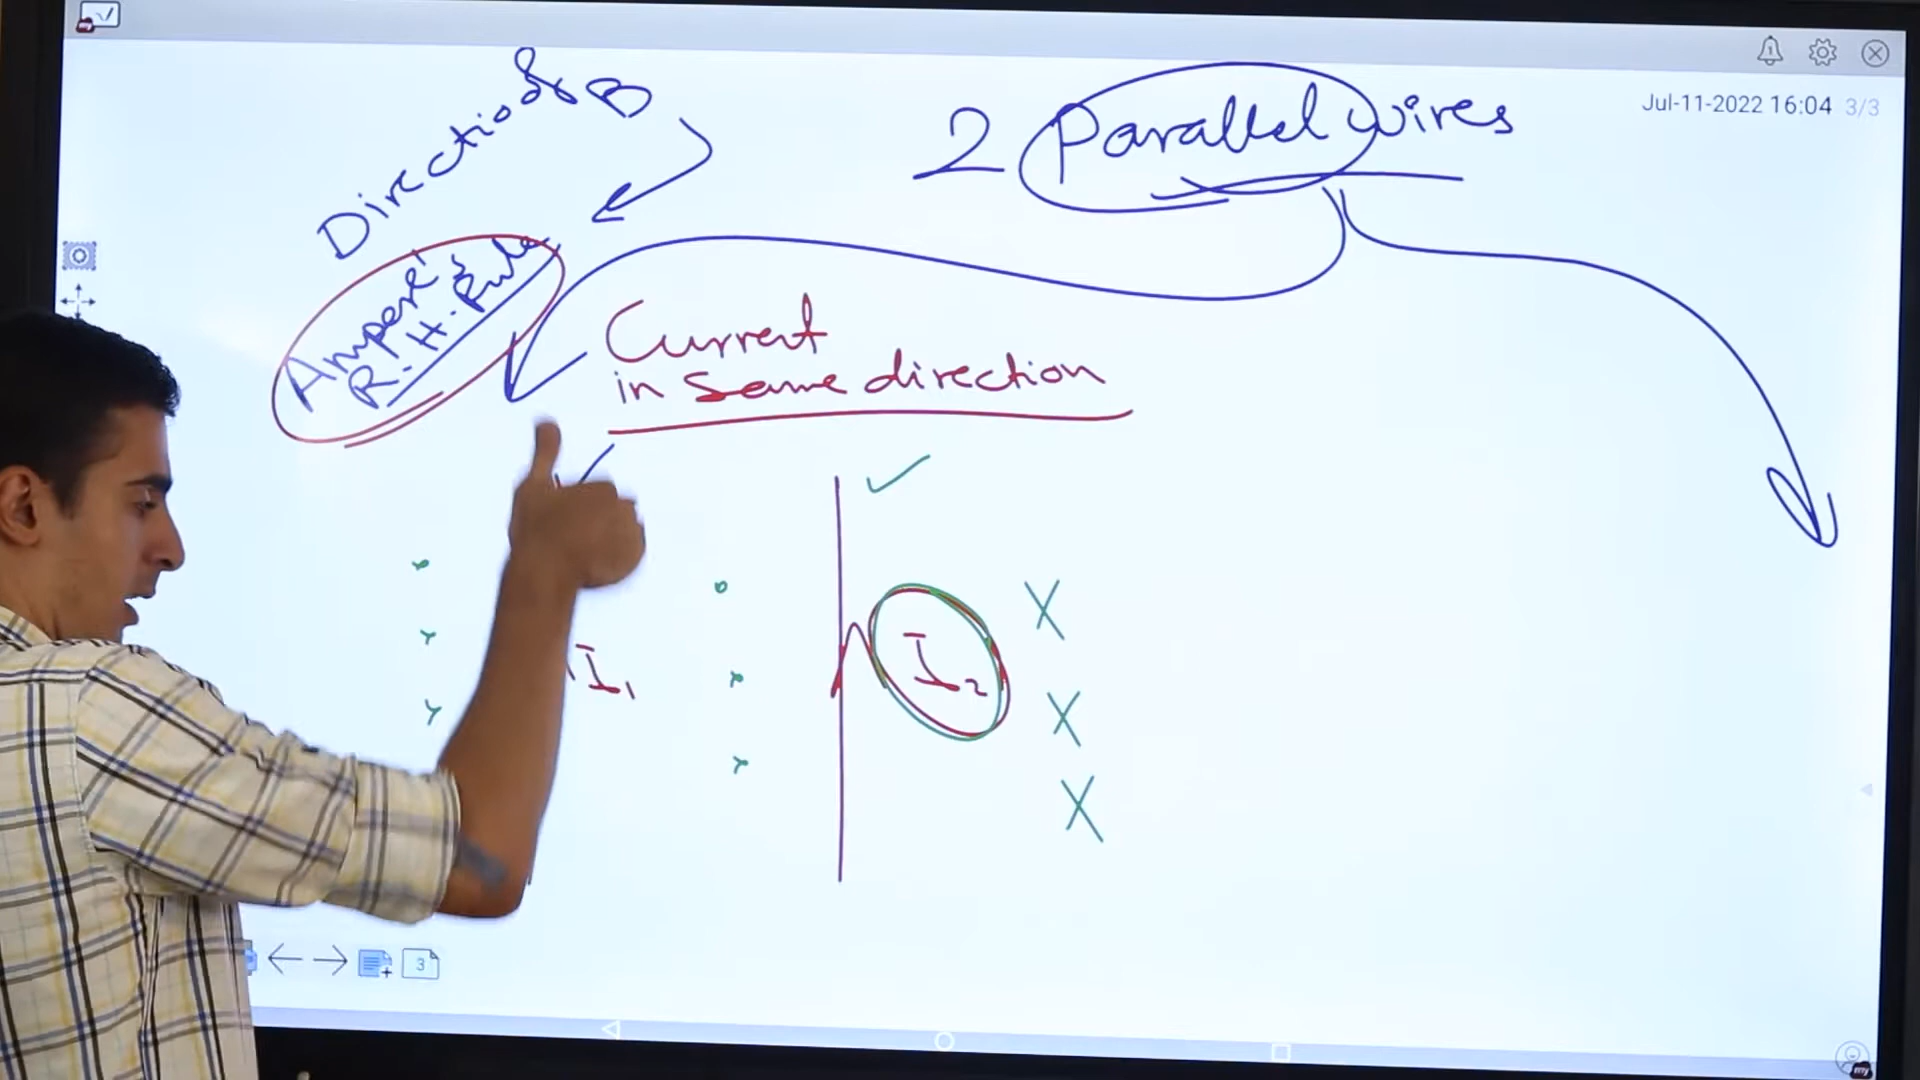 Jul-11-2022 16:04 3/3
Direction of B
2 Parallel wires
Ampere's
R.H.Rule
Current
in same direction
I₁
I₂
X
X
X
3